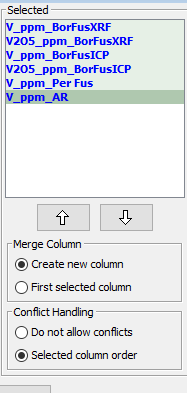 Selected
V_ppm_BorFusXRF
V2O5_ppm_BorFusXRF
V_ppm_BorFusICP
V2O5_ppm_BorFusICP
V_ppm_Per Fus
V_ppm_AR
Merge Column
Create new column
First selected column
Conflict Handling
Do not allow conflicts
Selected column order